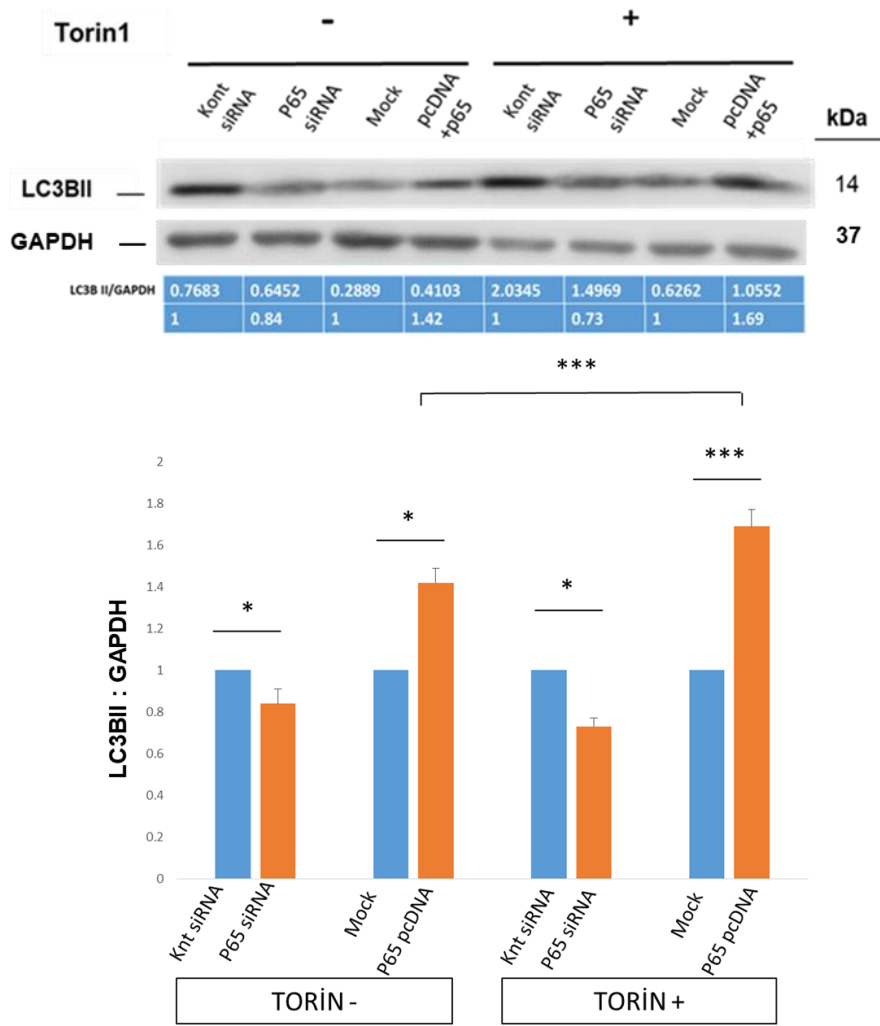 Torin1 - +
Kont siRNA
P65 siRNA
Mock
pcDNA +p65
Kont siRNA
P65 siRNA
Mock
pcDNA +p65
kDa
LC3BII 14
GAPDH 37
LC3B II/GAPDH 0.7683 0.6452 0.2889 0.4103 2.0345 1.4969 0.6262 1.0552
1 0.84 1 1.42 1 0.73 1 1.69
***
***
*
*
*
LC3BII : GAPDH
2
1.8
1.6
1.4
1.2
1
0.8
0.6
0.4
0.2
0
Knt siRNA
P65 siRNA
Mock
P65 pcDNA
Knt siRNA
P65 siRNA
Mock
P65 pcDNA
TORİN -
TORİN +